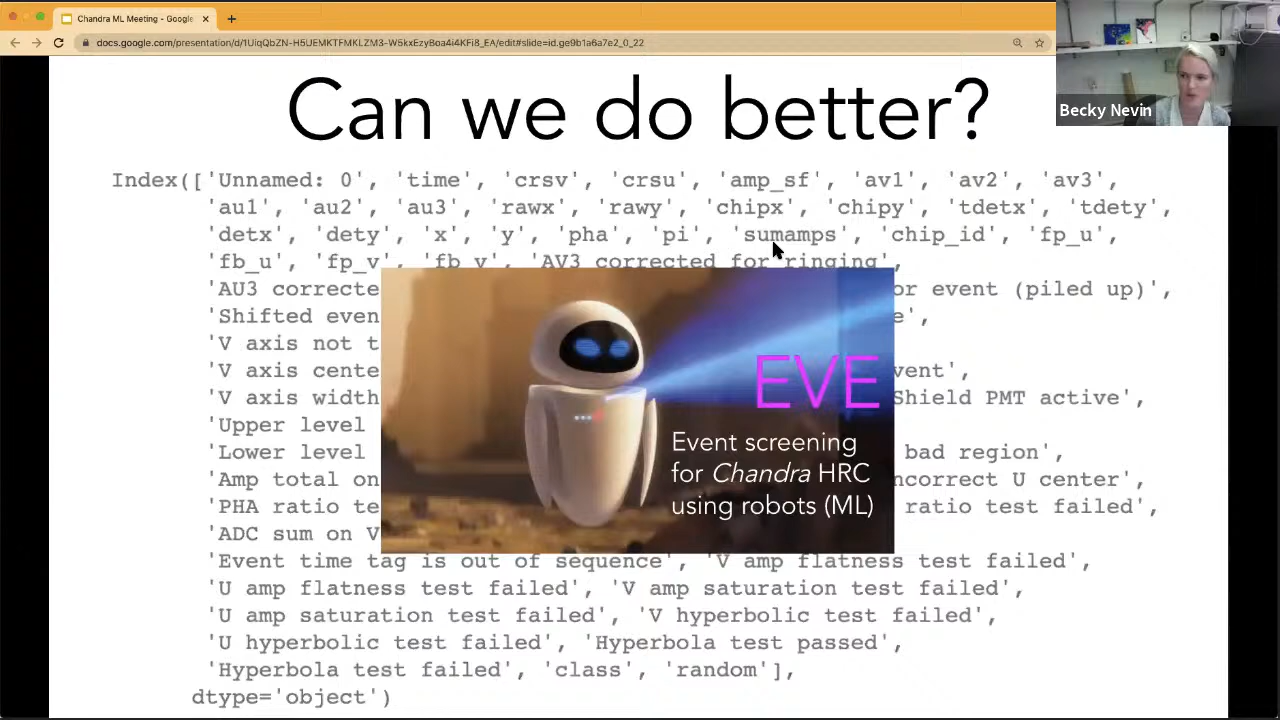 Chandra ML Meeting - Google
docs.google.com/presentation/d/1UiqQbZN-H5UEMKTFMKLZM3-W5kxEzyBoa4i4KFi8_EA/edit#slide=id.ge9b1a6a7e2_0_22
Becky Nevin
Can we do better?
Index(['Unnamed: 0', 'time', 'crsv', 'crsu', 'amp_sf', 'av1', 'av2', 'av3',
'au1', 'au2', 'au3', 'rawx', 'rawy', 'chipx', 'chipy', 'tdetx', 'tdety',
'detx', 'dety', 'x', 'y', 'pha', 'pi', 'sumamps', 'chip_id', 'fp_u',
'fb_u', 'fp_v', 'fb_v', 'AV3 corrected for ringing',
'AU3 correcte or event (piled up)',
'Shifted even e',
'V axis not t
'V axis cente vent',
'V axis width Shield PMT active',
'Upper level
'Lower level bad region',
'Amp total on ncorrect U center',
'PHA ratio te ratio test failed',
'ADC sum on V
EVE
Event screening
for Chandra HRC
using robots (ML)
'Event time tag is out of sequence', 'V amp flatness test failed',
'U amp flatness test failed', 'V amp saturation test failed',
'U amp saturation test failed', 'V hyperbolic test failed',
'U hyperbolic test failed', 'Hyperbola test passed',
'Hyperbola test failed', 'class', 'random'],
dtype='object')